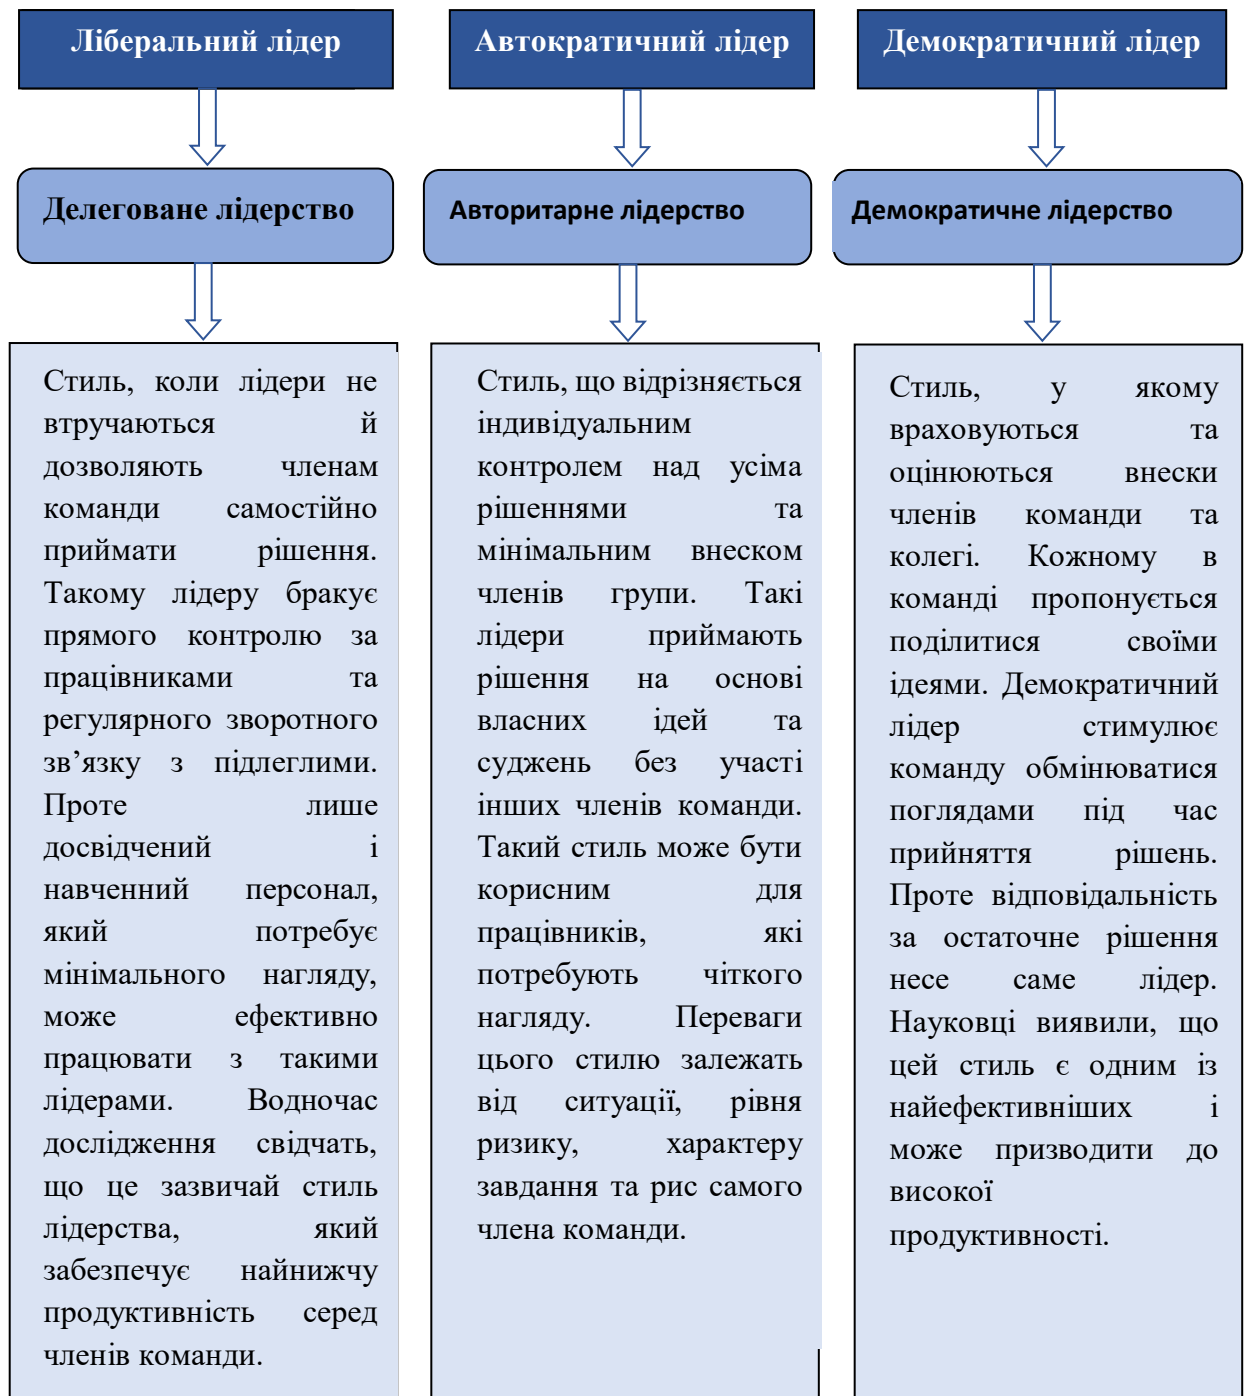 Ліберальний лідер
Делеговане лідерство
Стиль, коли лідери не
втручаються й
дозволяють членам
команди самостійно
приймати рішення.
Такому лідеру бракує
прямого контролю за
працівниками та
регулярного зворотного
зв’язку з підлеглими.
Проте лише
досвідчений і
навченний персонал,
який потребує
мінімального нагляду,
може ефективно
працювати з такими
лідерами. Водночас
дослідження свідчать,
що це зазвичай стиль
лідерства, який
забезпечує найнижчу
продуктивність серед
членів команди.
Автократичний лідер
Авторитарне лідерство
Стиль, що відрізняється
індивідуальним
контролем над усіма
рішеннями та
мінімальним внеском
членів групи. Такі
лідери приймають
рішення на основі
власних ідей та
суджень без участі
інших членів команди.
Такий стиль може бути
корисним для
працівників, які
потребують чіткого
нагляду. Переваги
цього стилю залежать
від ситуації, рівня
ризику, характеру
завдання та рис самого
члена команди.
Демократичний лідер
Демократичне лідерство
Стиль, у якому
враховуються та
оцінюються внески
членів команди та
колегі. Кожному в
команді пропонується
поділитися своїми
ідеями. Демократичний
лідер стимулює
команду обмінюватися
поглядами під час
прийняття рішень.
Проте відповідальність
за остаточне рішення
несе саме лідер.
Науковці виявили, що
цей стиль є одним із
найефективніших і
може призводити до
високої
продуктивності.